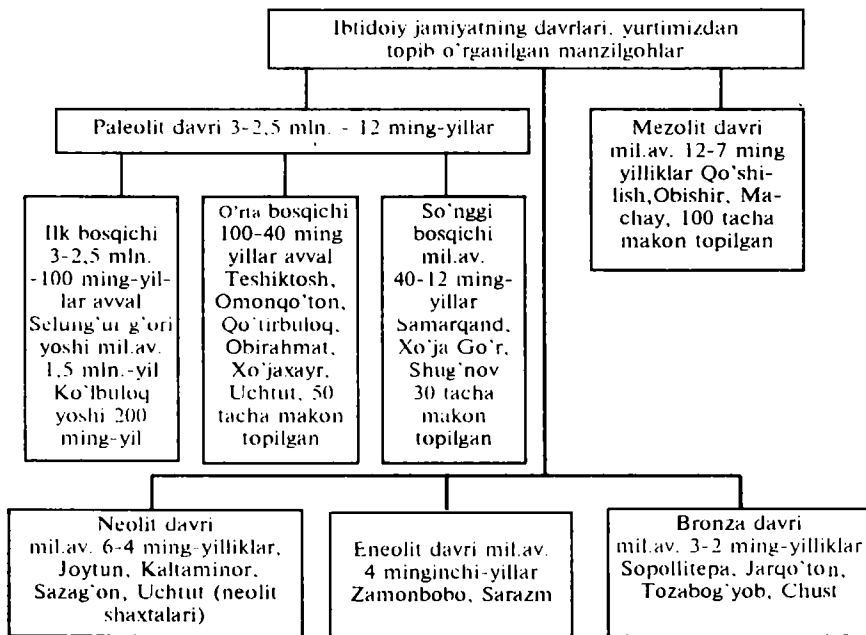 Ibtidoiy jamiyatning davrlari, yurtimizdan
topib o'rganilgan manzilgohlar
Paleolit davri 3-2,5 mln. - 12 ming-yillar
Mezolit davri
mil.av. 12-7 ming
yilliklar Qo'shi-
lish,Obishir, Ma-
chay, 100 tacha
makon topilgan
Ilk bosqichi
3-2,5 mln.
-100 ming-yil-
lar avval
Selung'ur g'ori
yoshi mil.av.
1,5 mln.-yil
Ko'lbuloq
yoshi 200
ming-yil
O'rta bosqichi
100-40 ming
yillar avval
Teshiktosh,
Omonqo'ton,
Qo'tirbuloq,
Obirahmat,
Xo'jaxayr,
Uchtut, 50
tacha makon
topilgan
So'nggi
bosqichi
mil.av.
40-12 ming-
yillar
Samarqand,
Xo'ja Go'r,
Shug'nov
30 tacha
makon
topilgan
Neolit davri
mil.av. 6-4 ming-yilliklar,
Joytun, Kaltaminor,
Sazag'on, Uchtut (neolit
shaxtalari)
Eneolit davri mil.av.
4 minginchi-yillar
Zamonbobo, Sarazm
Bronza davri
mil.av. 3-2 ming-yilliklar
Sopollitepa, Jarqo'ton,
Tozabog'yob, Chust